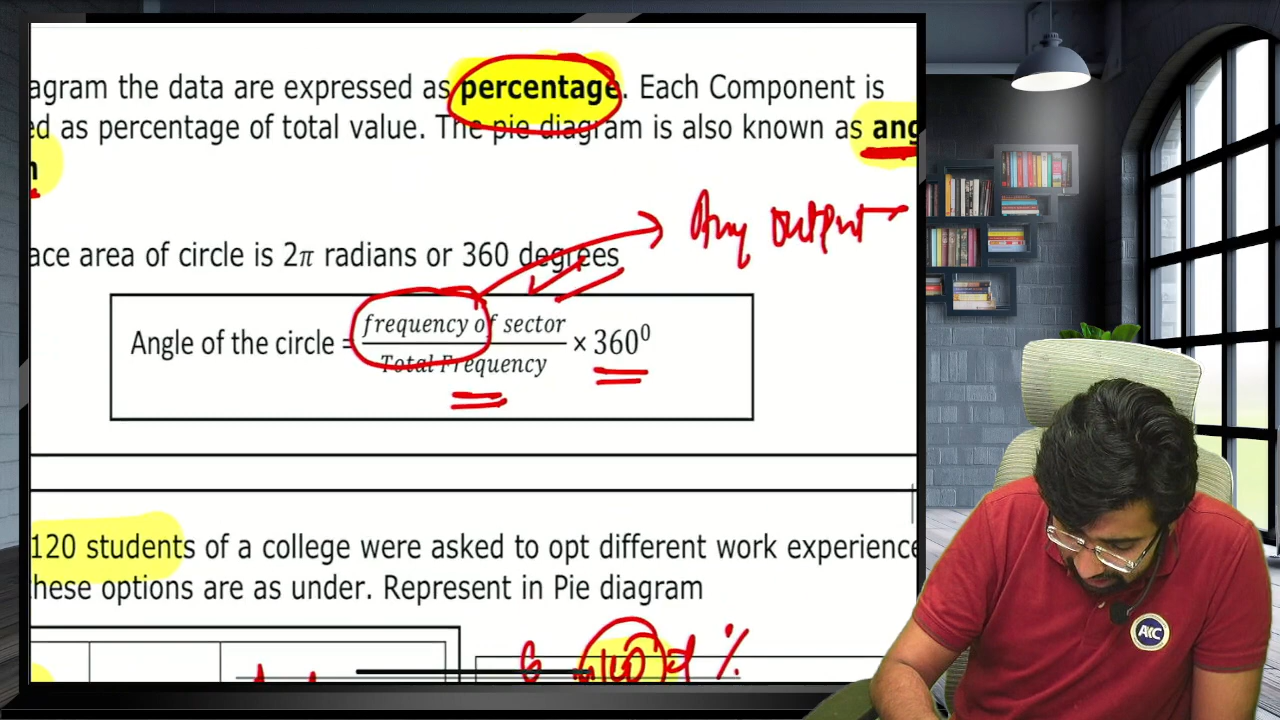 agram the data are expressed as percentage. Each Component is
ed as percentage of total value. The pie diagram is also known as ang
n
Any output
ace area of circle is 2π radians or 360 degrees
Angle of the circle = frequency of sector / Total Frequency × 360⁰
120 students of a college were asked to opt different work experience
these options are as under. Represent in Pie diagram
%
AKC